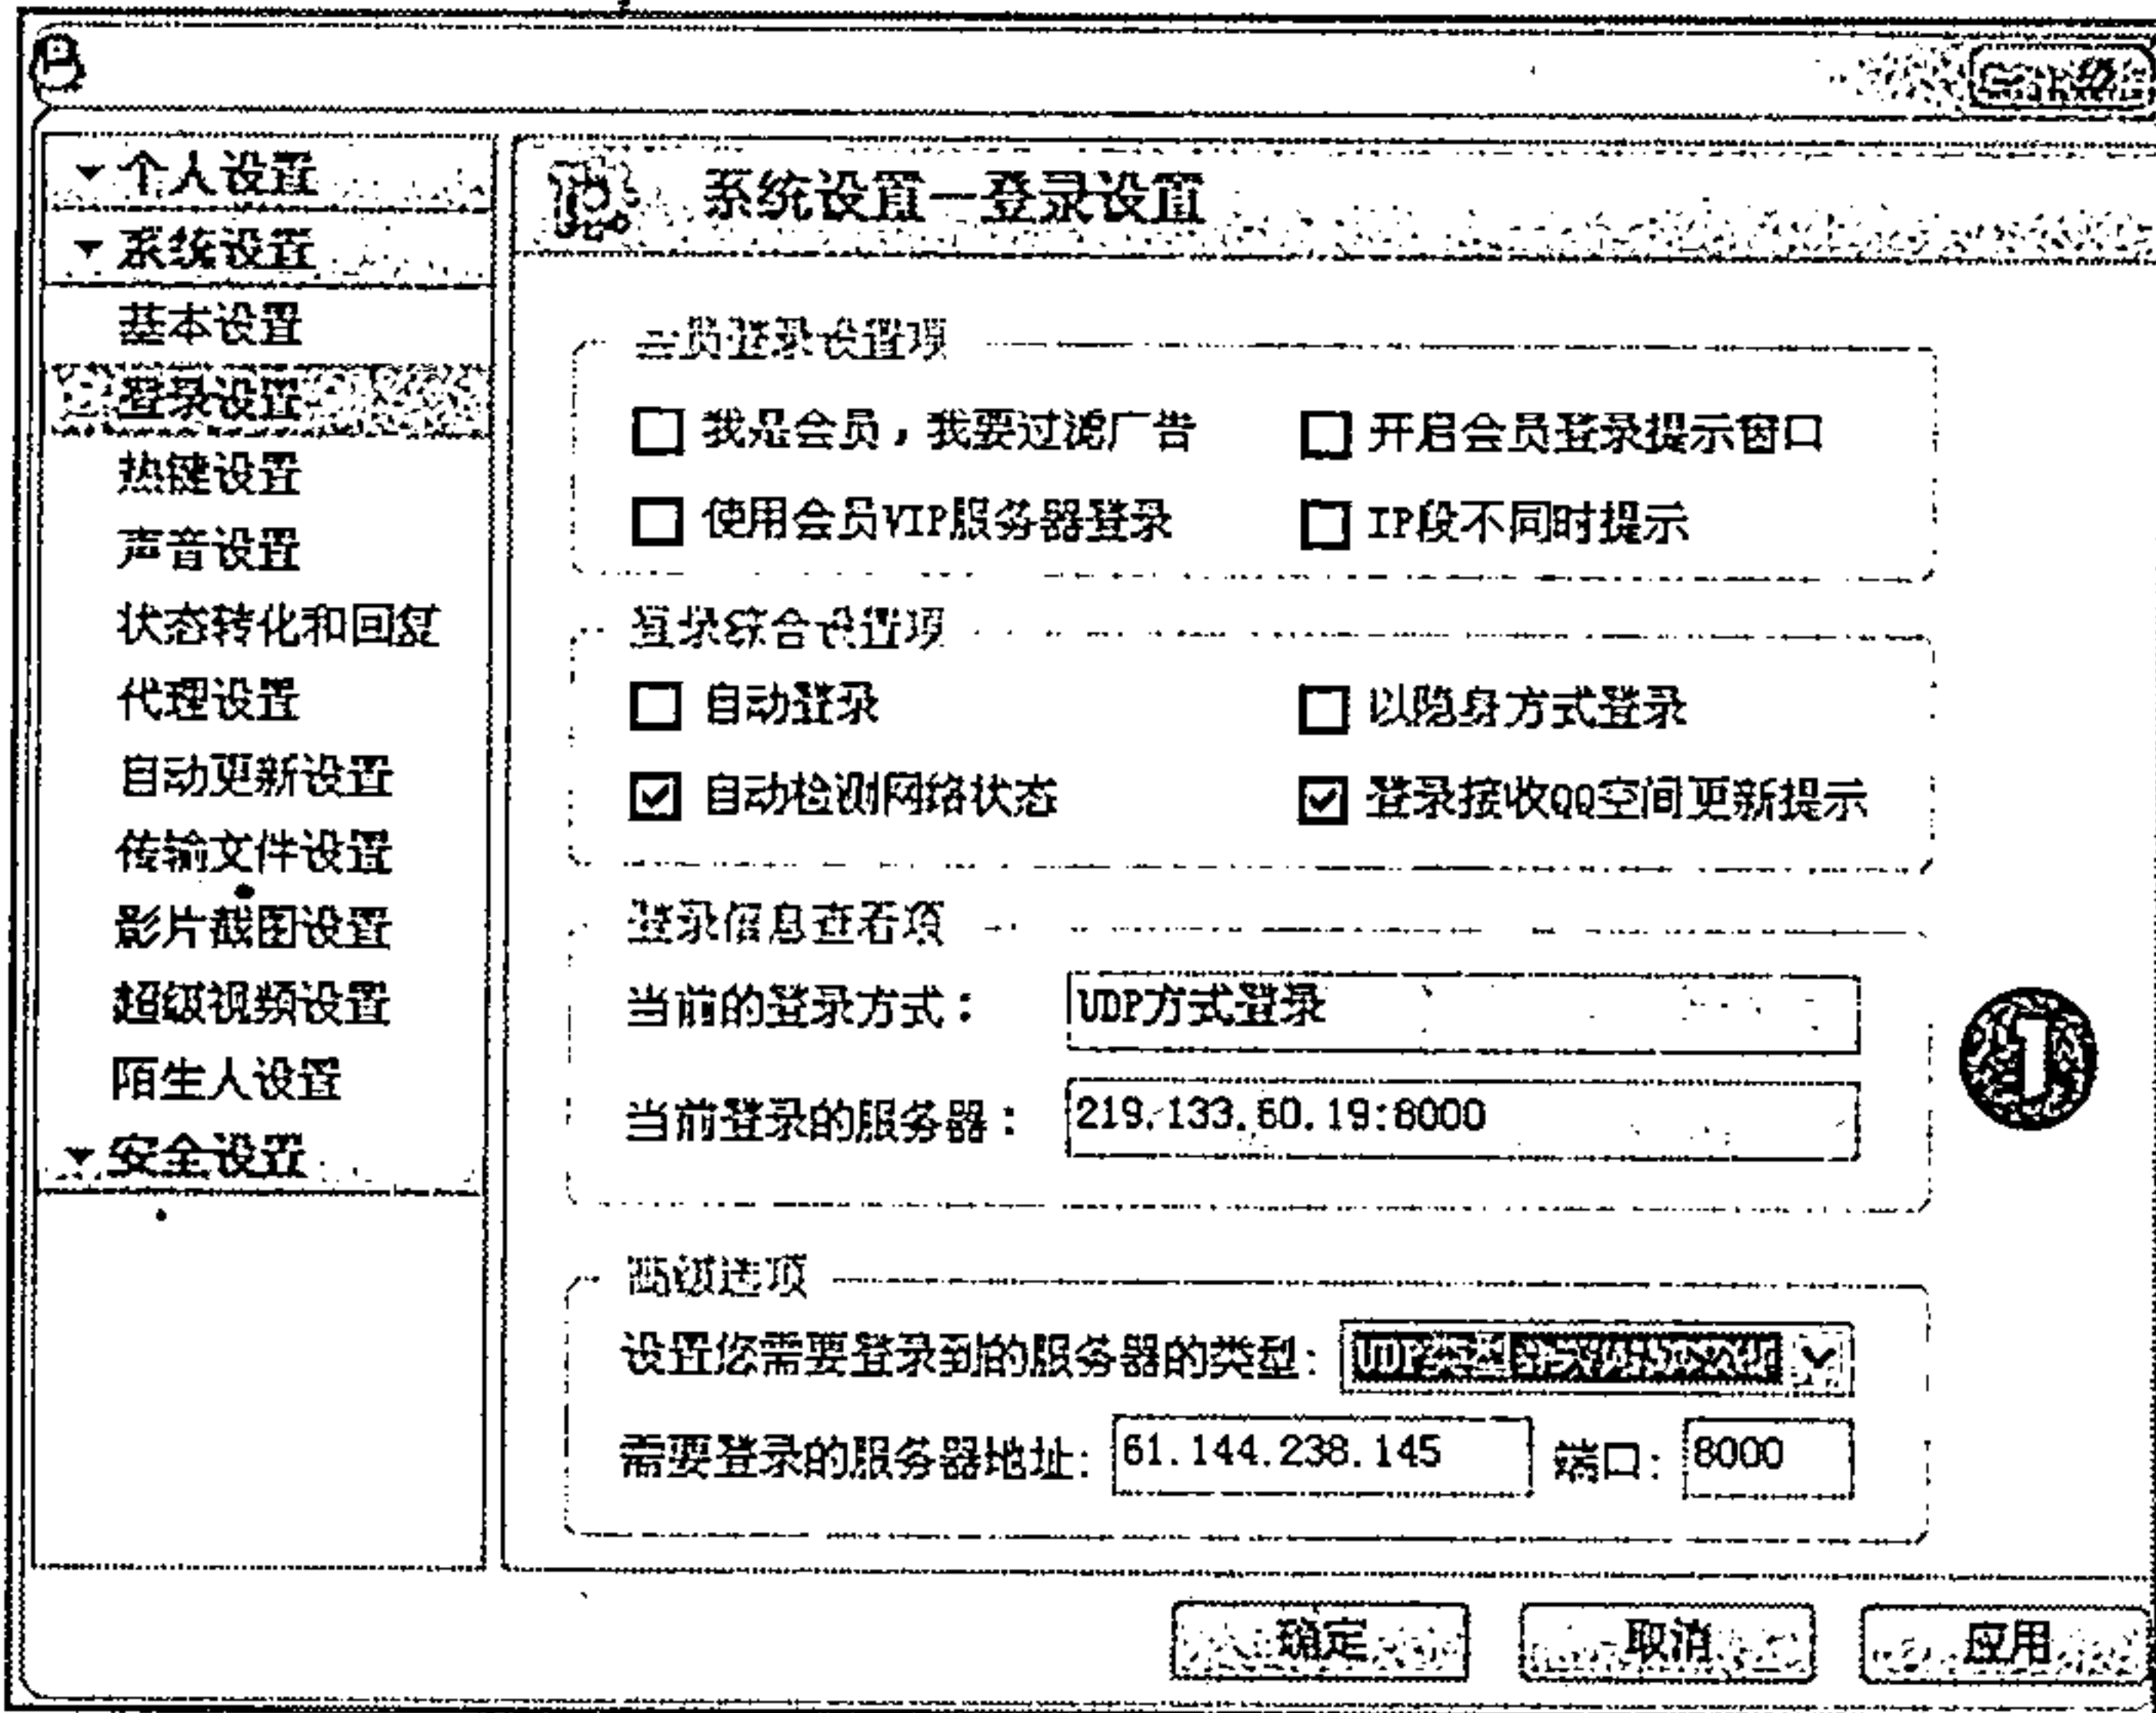 个人设置
系统设置
基本设置
登录设置
热键设置
声音设置
状态转化和回复
代理设置
自动更新设置
传输文件设置
影片截图设置
超级视频设置
陌生人设置
安全设置
系统设置—登录设置
会员登录设置项
我是会员，我要过滤广告
开启会员登录提示窗口
使用会员VIP服务器登录
IP段不同时提示
登录综合设置项
自动登录
以隐身方式登录
自动检测网络状态
登录接收QQ空间更新提示
登录信息查看项
当前的登录方式：
UDP方式登录
当前登录的服务器：
219.133.60.19:8000
高级选项
设置您需要登录到的服务器的类型:
UDP类型
需要登录的服务器地址:
61.144.238.145
端口:
8000
确定
取消
应用